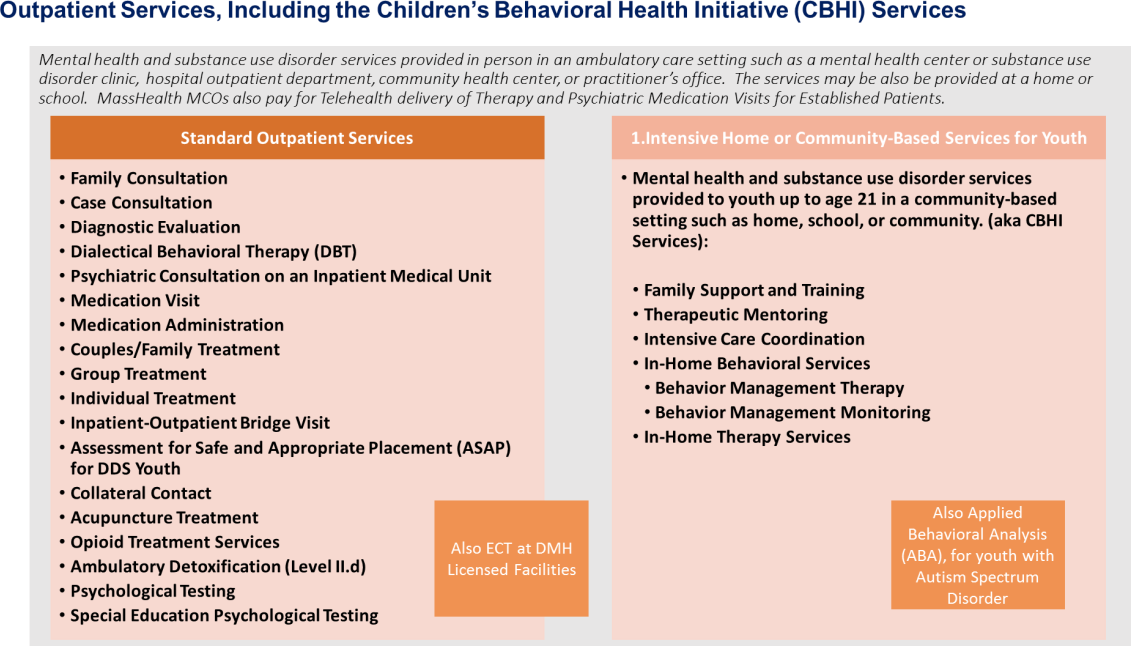 Outpatient Services, Including the Children's Behavioral Health Initiative (CBHI) Services
Mental health and substance use disorder services provided in person in an ambulatory care setting such as a mental health center or substance use
disorder clinic, hospital outpatient department, community health center, or practitioner's office. The services may be also be provided at a home or
school. MassHealth MCOs also pay for Telehealth delivery of Therapy and Psychiatric Medication Visits for Established Patients.
Standard Outpatient Services
• Family Consultation
• Case Consultation
• Diagnostic Evaluation
• Dialectical Behavioral Therapy (DBT)
• Psychiatric Consultation on an Inpatient Medical Unit
• Medication Visit
• Medication Administration
• Couples/Family Treatment
• Group Treatment
• Individual Treatment
• Inpatient-Outpatient Bridge Visit
• Assessment for Safe and Appropriate Placement (ASAP)
for DDS Youth
• Collateral Contact
• Acupuncture Treatment
• Opioid Treatment Services
• Ambulatory Detoxification (Level II.d)
• Psychological Testing
• Special Education Psychological Testing
Also ECT at DMH
Licensed Facilities
1.Intensive Home or Community-Based Services for Youth
• Mental health and substance use disorder services
provided to youth up to age 21 in a community-based
setting such as home, school, or community. (aka CBHI
Services):
• Family Support and Training
• Therapeutic Mentoring
• Intensive Care Coordination
• In-Home Behavioral Services
• Behavior Management Therapy
• Behavior Management Monitoring
• In-Home Therapy Services
Also Applied
Behavioral Analysis
(ABA), for youth with
Autism Spectrum
Disorder